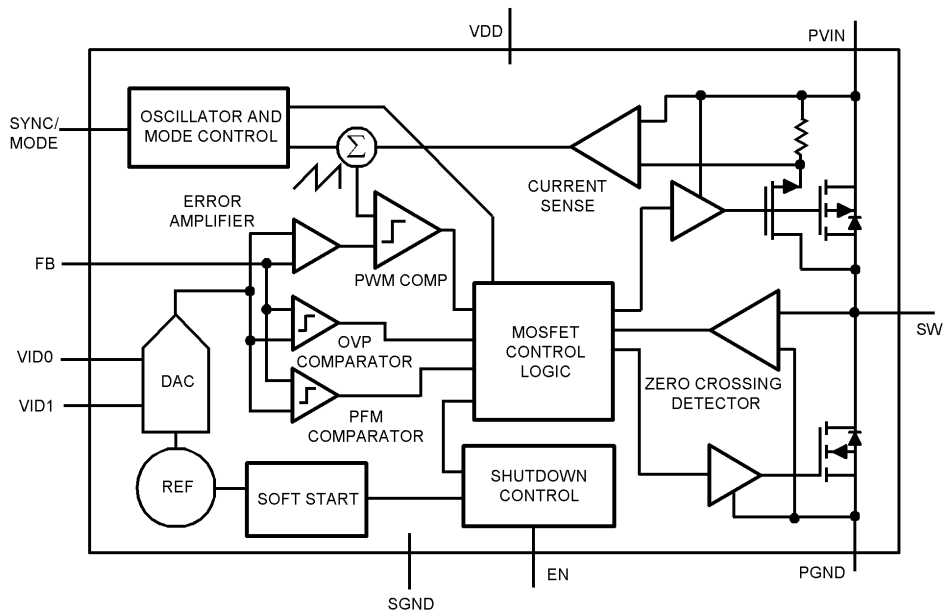 VDD
PVIN
OSCILLATOR AND
MODE CONTROL
SYNC/
MODE
Σ
CURRENT
SENSE
ERROR
AMPLIFIER
FB
PWM COMP
MOSFET
CONTROL
LOGIC
SW
OVP
COMPARATOR
VID0
DAC
ZERO CROSSING
DETECTOR
VID1
PFM
COMPARATOR
REF
SOFT START
SHUTDOWN
CONTROL
EN
PGND
SGND